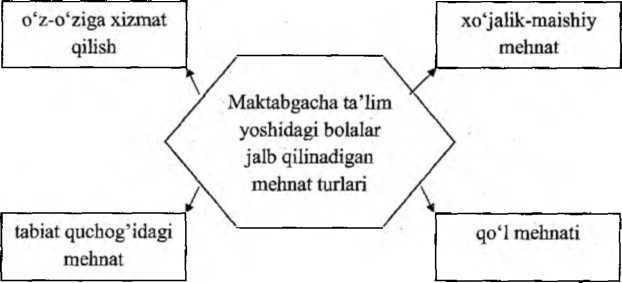 o‘z-o‘ziga xizmat
qilish
xo‘jalik-maishiy
mehnat
Maktabgacha ta’lim
yoshidagi bolalar
jalb qilinadigan
mehnat turlari
tabiat quchog’idagi
mehnat
qo‘l mehnati